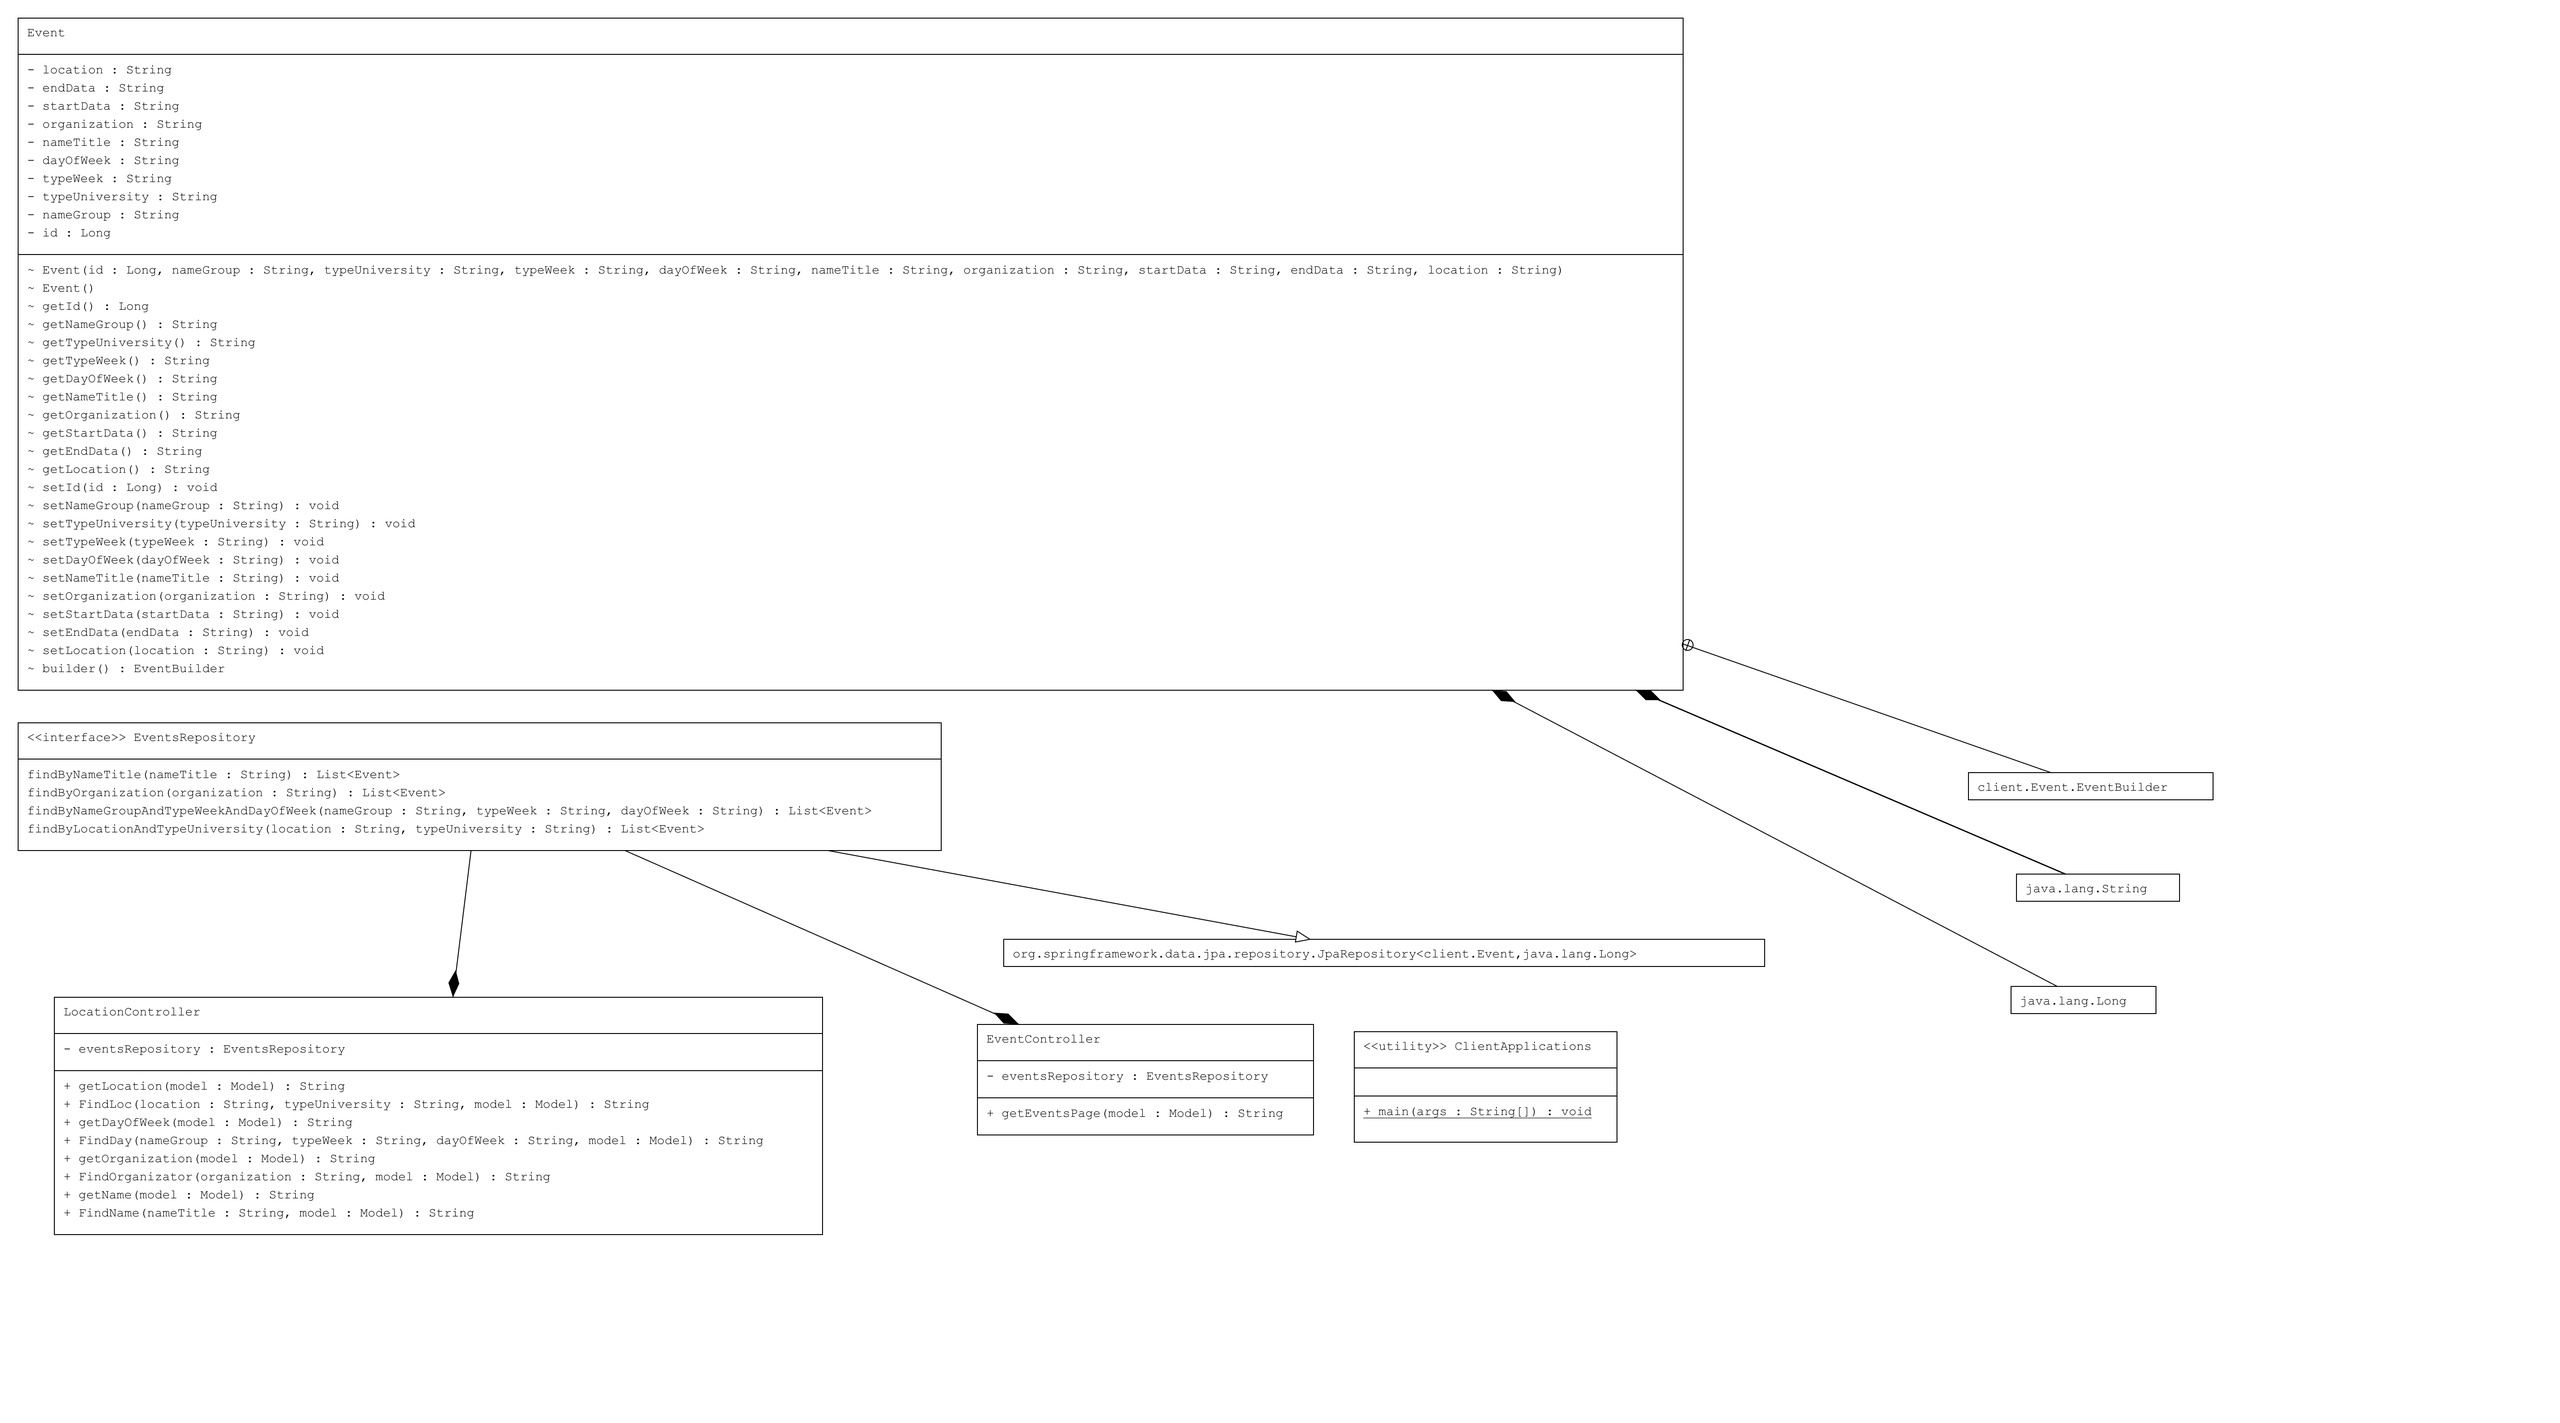 Event
- location : String
- endData : String
- startData : String
- organization : String
- nameTitle : String
- dayOfWeek : String
- typeWeek : String
- typeUniversity : String
- nameGroup : String
- id : Long
~ Event(id : Long, nameGroup : String, typeUniversity : String, typeWeek : String, dayOfWeek : String, nameTitle : String, organization : String, startData : String, endData : String, location : String)
~ Event()
~ getId() : Long
~ getNameGroup() : String
~ getTypeUniversity() : String
~ getTypeWeek() : String
~ getDayOfWeek() : String
~ getNameTitle() : String
~ getOrganization() : String
~ getStartData() : String
~ getEndData() : String
~ getLocation() : String
~ setId(id : Long) : void
~ setNameGroup(nameGroup : String) : void
~ setTypeUniversity(typeUniversity : String) : void
~ setTypeWeek(typeWeek : String) : void
~ setDayOfWeek(dayOfWeek : String) : void
~ setNameTitle(nameTitle : String) : void
~ setOrganization(organization : String) : void
~ setStartData(startData : String) : void
~ setEndData(endData : String) : void
~ setLocation(location : String) : void
~ builder() : EventBuilder
<<interface>> EventsRepository
findByNameTitle(nameTitle : String) : List<Event>
findByOrganization(organization : String) : List<Event>
findByNameGroupAndTypeWeekAndDayOfWeek(nameGroup : String, typeWeek : String, dayOfWeek : String) : List<Event>
findByLocationAndTypeUniversity(location : String, typeUniversity : String) : List<Event>
client.Event.EventBuilder
java.lang.String
org.springframework.data.jpa.repository.JpaRepository<client.Event,java.lang.Long>
java.lang.Long
LocationController
- eventsRepository : EventsRepository
+ getLocation(model : Model) : String
+ FindLoc(location : String, typeUniversity : String, model : Model) : String
+ getDayOfWeek(model : Model) : String
+ FindDay(nameGroup : String, typeWeek : String, dayOfWeek : String, model : Model) : String
+ getOrganization(model : Model) : String
+ FindOrganizator(organization : String, model : Model) : String
+ getName(model : Model) : String
+ FindName(nameTitle : String, model : Model) : String
EventController
- eventsRepository : EventsRepository
+ getEventsPage(model : Model) : String
<<utility>> ClientApplications
+ main(args : String[]) : void